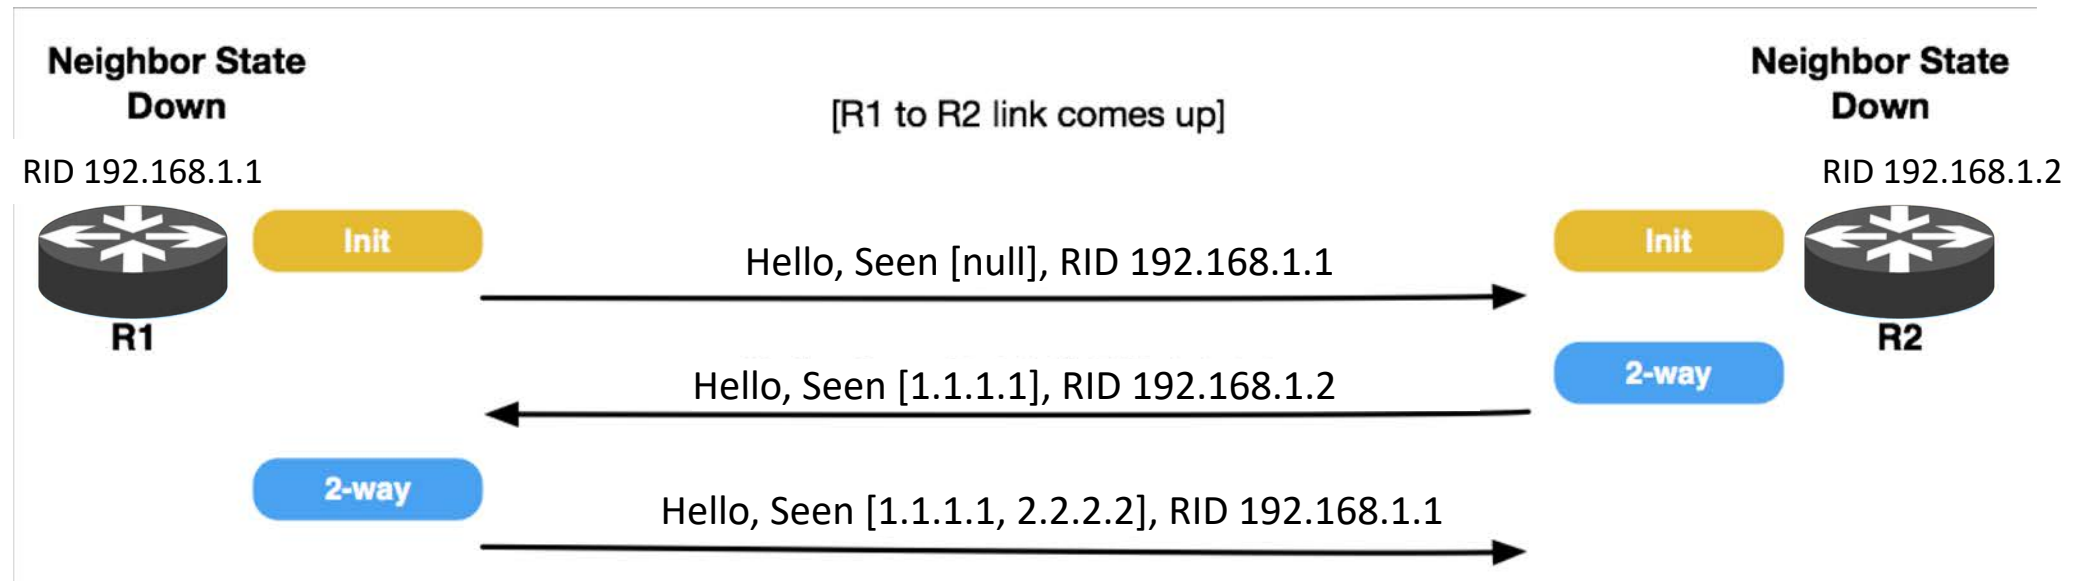 Neighbor State
Down
[R1 to R2 link comes up]
Neighbor State
Down
RID 192.168.1.1
RID 192.168.1.2
Init
Init
Hello, Seen [null], RID 192.168.1.1
R1
R2
2-way
Hello, Seen [1.1.1.1], RID 192.168.1.2
2-way
Hello, Seen [1.1.1.1, 2.2.2.2], RID 192.168.1.1